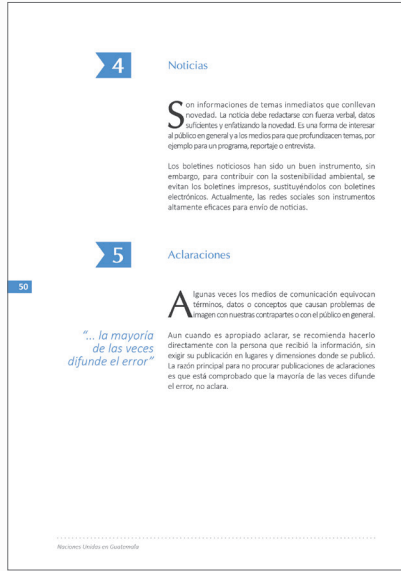 4
Noticias
Son informaciones de temas inmediatos que conllevan
novedad. La noticia debe redactarse con fuerza verbal, datos
suficientes y enfatizando la novedad. Es una forma de interesar
al público en general y a los medios para que profundizacen temas, por
ejemplo para un programa, reportaje o entrevista.
Los boletines noticiosos han sido un buen instrumento, sin
embargo, para contribuir con la sostenibilidad ambiental, se
evitan los boletines impresos, sustituyéndolos con boletines
electrónicos. Actualmente, las redes sociales son instrumentos
altamente eficaces para envío de noticias.
5
Aclaraciones
50
Algunas veces los medios de comunicación equivocan
términos, datos o conceptos que causan problemas de
imagen con nuestras contrapartes o con el público en general.
"... la mayoría
de las veces
difunde el error"
Aun cuando es apropiado aclarar, se recomienda hacerlo
directamente con la persona que recibió la información, sin
exigir su publicación en lugares y dimensiones donde se publicó.
La razón principal para no procurar publicaciones de aclaraciones
es que está comprobado que la mayoría de las veces difunde
el error, no aclara.
Naciones Unidas en Guatemala